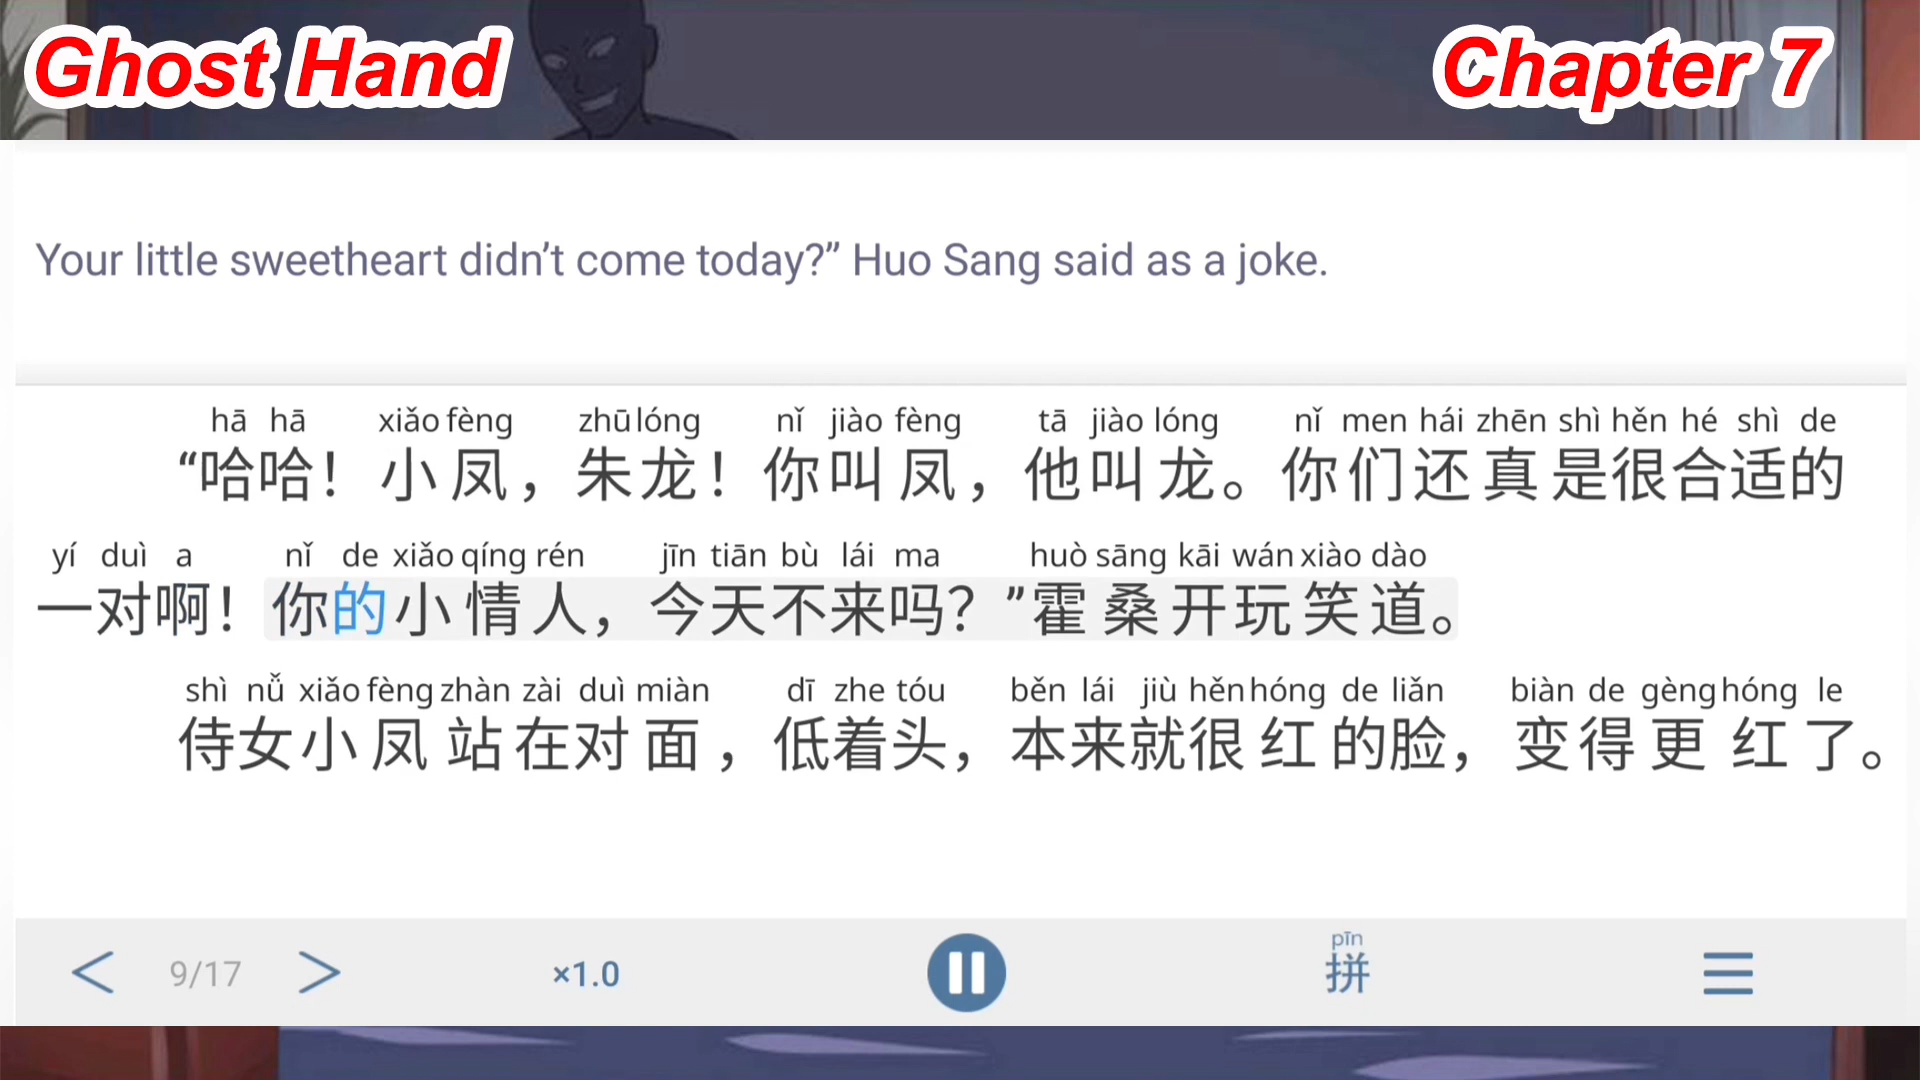 Ghost Hand
Chapter 7
Your little sweetheart didn’t come today?” Huo Sang said as a joke.
hā hā xiǎo fèng zhū lóng nǐ jiào fèng tā jiào lóng nǐ men hái zhēn shì hěn hé shì de
“哈哈！小凤，朱龙！你叫凤，他叫龙。你们还真是很合适的
yí duì a nǐ de xiǎo qíng rén jīn tiān bù lái ma huò sāng kāi wán xiào dào
一对啊！你的小情人，今天不来吗？”霍桑开玩笑道。
shì nǚ xiǎo fèng zhàn zài duì miàn dī zhe tóu běn lái jiù hěn hóng de liǎn biàn de gèng hóng le
侍女小凤站在对面，低着头，本来就很红的脸，变得更红了。
< 9/17 > ×1.0 pīn
拼